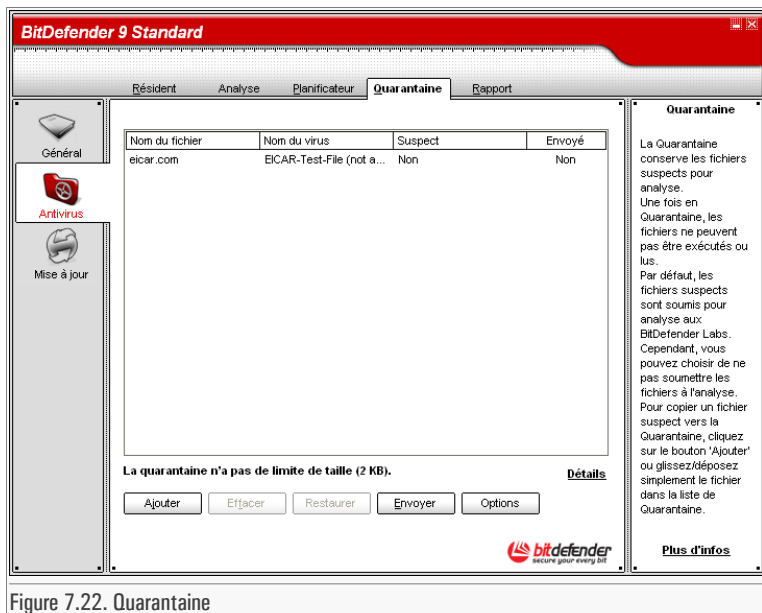 BitDefender 9 Standard
Résident Analyse Planificateur Quarantaine Rapport
Général
Antivirus
Mise à jour
Nom du fichier Nom du virus Suspect Envoyé
eicar.com EICAR-Test-File (not a... Non Non
La quarantaine n'a pas de limite de taille (2 KB). Détails
Ajouter Effacer Restaurer Envoyer Options
bitdefender
secure your every bit
Quarantaine
La Quarantaine
conserve les fichiers
suspects pour
analyse.
Une fois en
Quarantaine, les
fichiers ne peuvent
pas être exécutés ou
lus.
Par défaut, les
fichiers suspects
sont soumis pour
analyse aux
BitDefender Labs.
Cependant, vous
pouvez choisir de ne
pas soumettre les
fichiers à l'analyse.
Pour copier un fichier
suspect vers la
Quarantaine, cliquez
sur le bouton 'Ajouter'
ou glissez/déposez
simplement le fichier
dans la liste de
Quarantaine.
Plus d'infos
Figure 7.22. Quarantaine